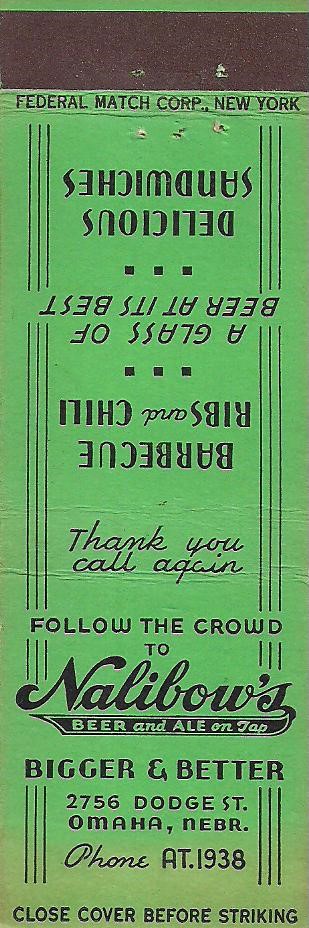 FEDERAL MATCH CORP., NEW YORK
BARBECUE
RIBS and CHILI
A GLASS OF
BEER AT ITS BEST
DELICIOUS
SANDWICHES
Thank you
call again
FOLLOW THE CROWD
TO
Nalibow's
BEER and ALE on Tap
BIGGER & BETTER
2756 DODGE ST.
OMAHA, NEBR.
Phone AT.1938
CLOSE COVER BEFORE STRIKING